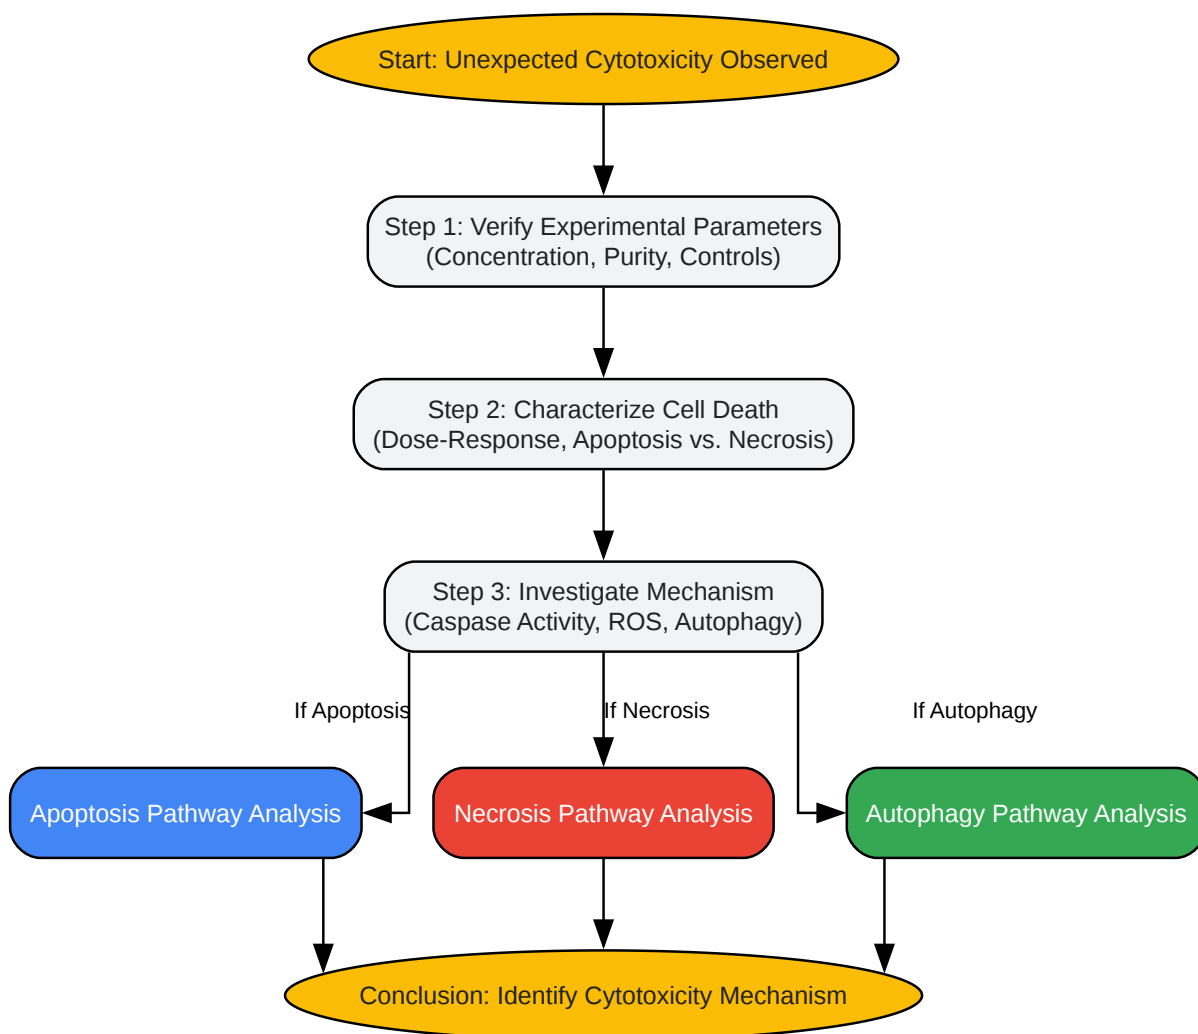 Start: Unexpected Cytotoxicity Observed
Step 1: Verify Experimental Parameters
(Concentration, Purity, Controls)
Step 2: Characterize Cell Death
(Dose-Response, Apoptosis vs. Necrosis)
Step 3: Investigate Mechanism
(Caspase Activity, ROS, Autophagy)
If Apoptosis
If Necrosis
If Autophagy
Apoptosis Pathway Analysis
Necrosis Pathway Analysis
Autophagy Pathway Analysis
Conclusion: Identify Cytotoxicity Mechanism